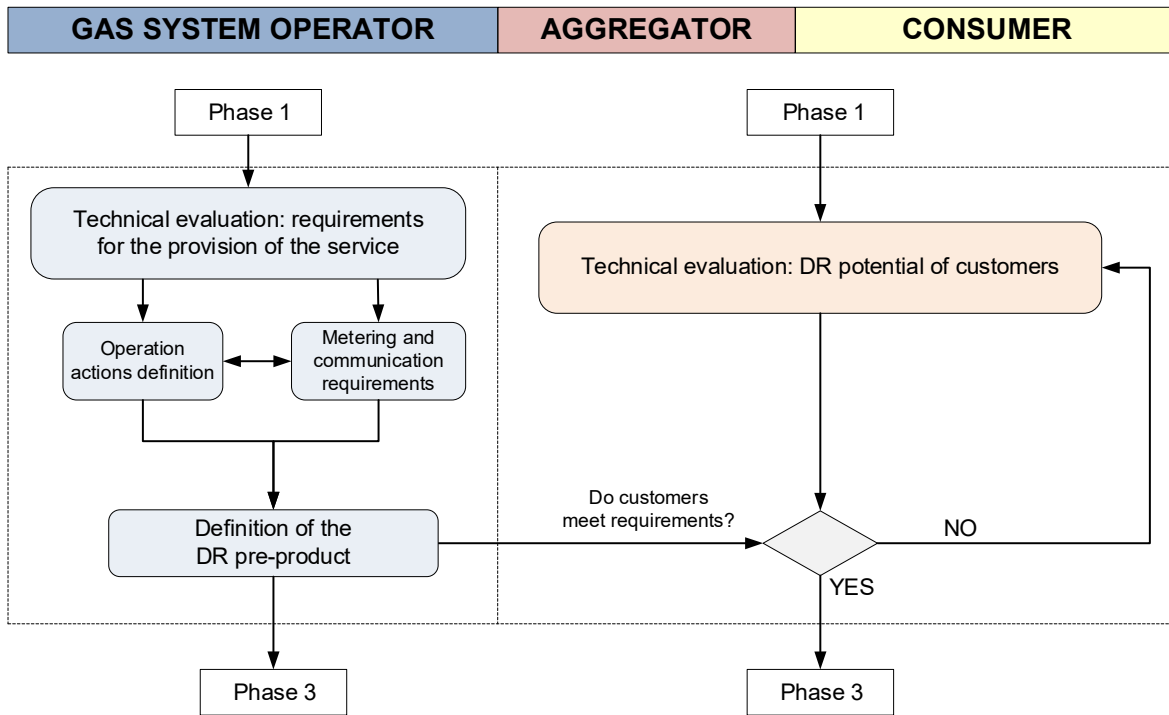 GAS SYSTEM OPERATOR
AGGREGATOR
CONSUMER
Phase 1
Phase 1
Technical evaluation: requirements
for the provision of the service
Technical evaluation: DR potential of customers
Operation
actions definition
Metering and
communication
requirements
Do customers
meet requirements?
Definition of the
DR pre-product
NO
YES
Phase 3
Phase 3